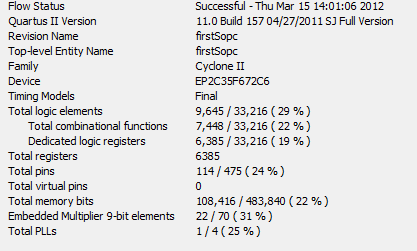 Flow Status Successful - Thu Mar 15 14:01:06 2012
Quartus II Version 11.0 Build 157 04/27/2011 SJ Full Version
Revision Name firstSopc
Top-level Entity Name firstSopc
Family Cyclone II
Device EP2C35F672C6
Timing Models Final
Total logic elements 9,645 / 33,216 ( 29 % )
Total combinational functions 7,448 / 33,216 ( 22 % )
Dedicated logic registers 6,385 / 33,216 ( 19 % )
Total registers 6385
Total pins 114 / 475 ( 24 % )
Total virtual pins 0
Total memory bits 108,416 / 483,840 ( 22 % )
Embedded Multiplier 9-bit elements 22 / 70 ( 31 % )
Total PLLs 1 / 4 ( 25 % )